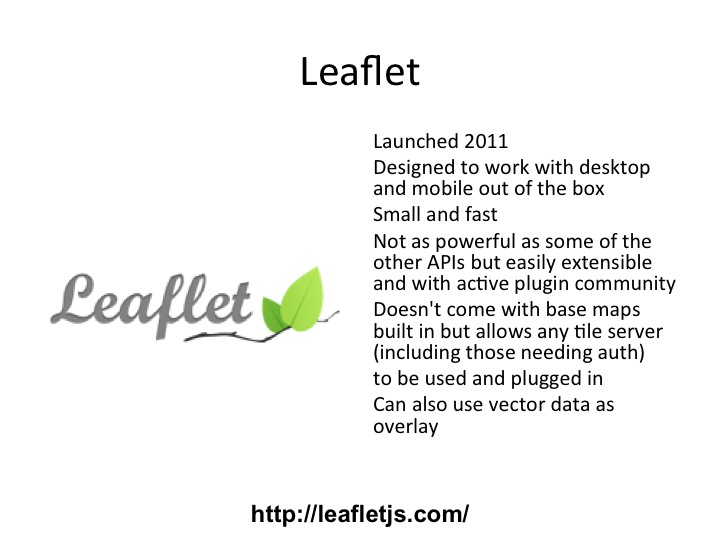 Leaflet
Launched 2011
Designed to work with desktop
and mobile out of the box
Small and fast
Not as powerful as some of the
other APIs but easily extensible
and with active plugin community
Leaflet
Doesn't come with base maps
built in but allows any tile server
(including those needing auth)
to be used and plugged in
Can also use vector data as
overlay
http://leafletjs.com/